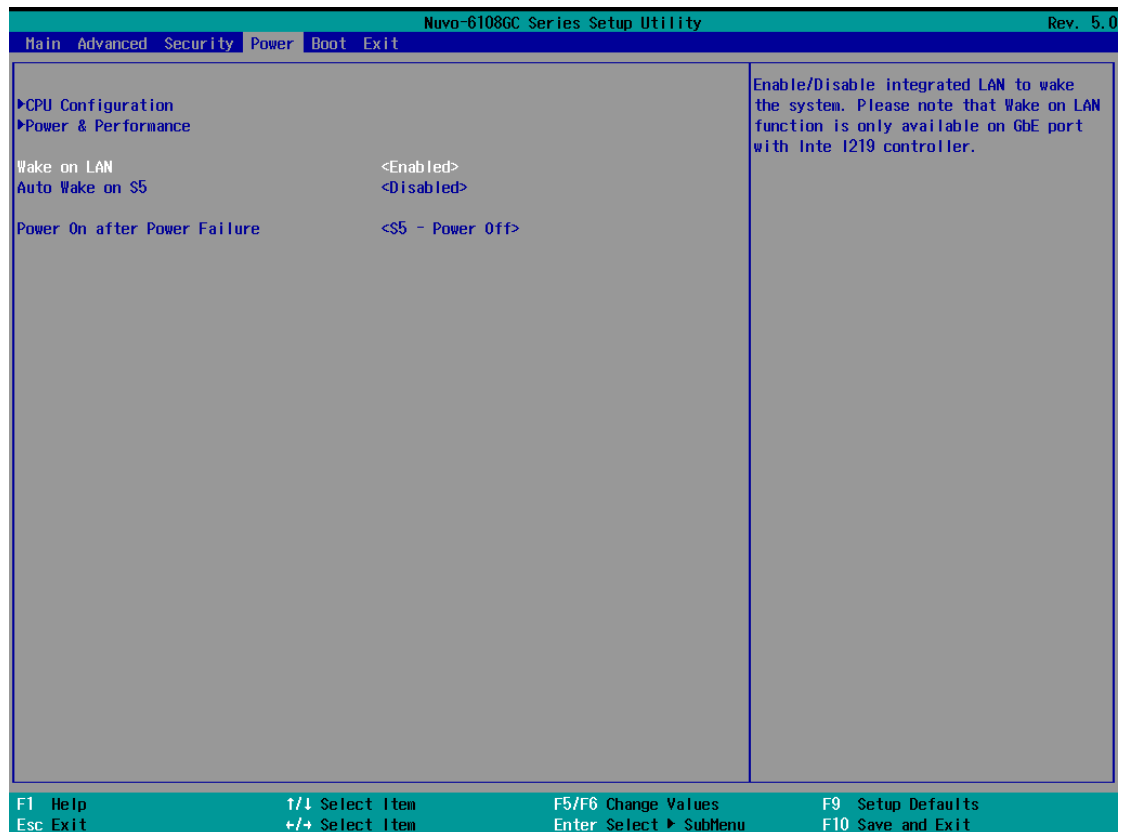 Nuvo-6108GC Series Setup Utility Rev. 5.0
Main Advanced Security Power Boot Exit
▶CPU Configuration
▶Power & Performance
Wake on LAN <Enabled>
Auto Wake on S5 <Disabled>
Power On after Power Failure <S5 - Power Off>
Enable/Disable integrated LAN to wake
the system. Please note that Wake on LAN
function is only available on GbE port
with Inte I219 controller.
F1 Help ↑/↓ Select Item F5/F6 Change Values F9 Setup Defaults
Esc Exit ←/→ Select Item Enter Select ▶ SubMenu F10 Save and Exit